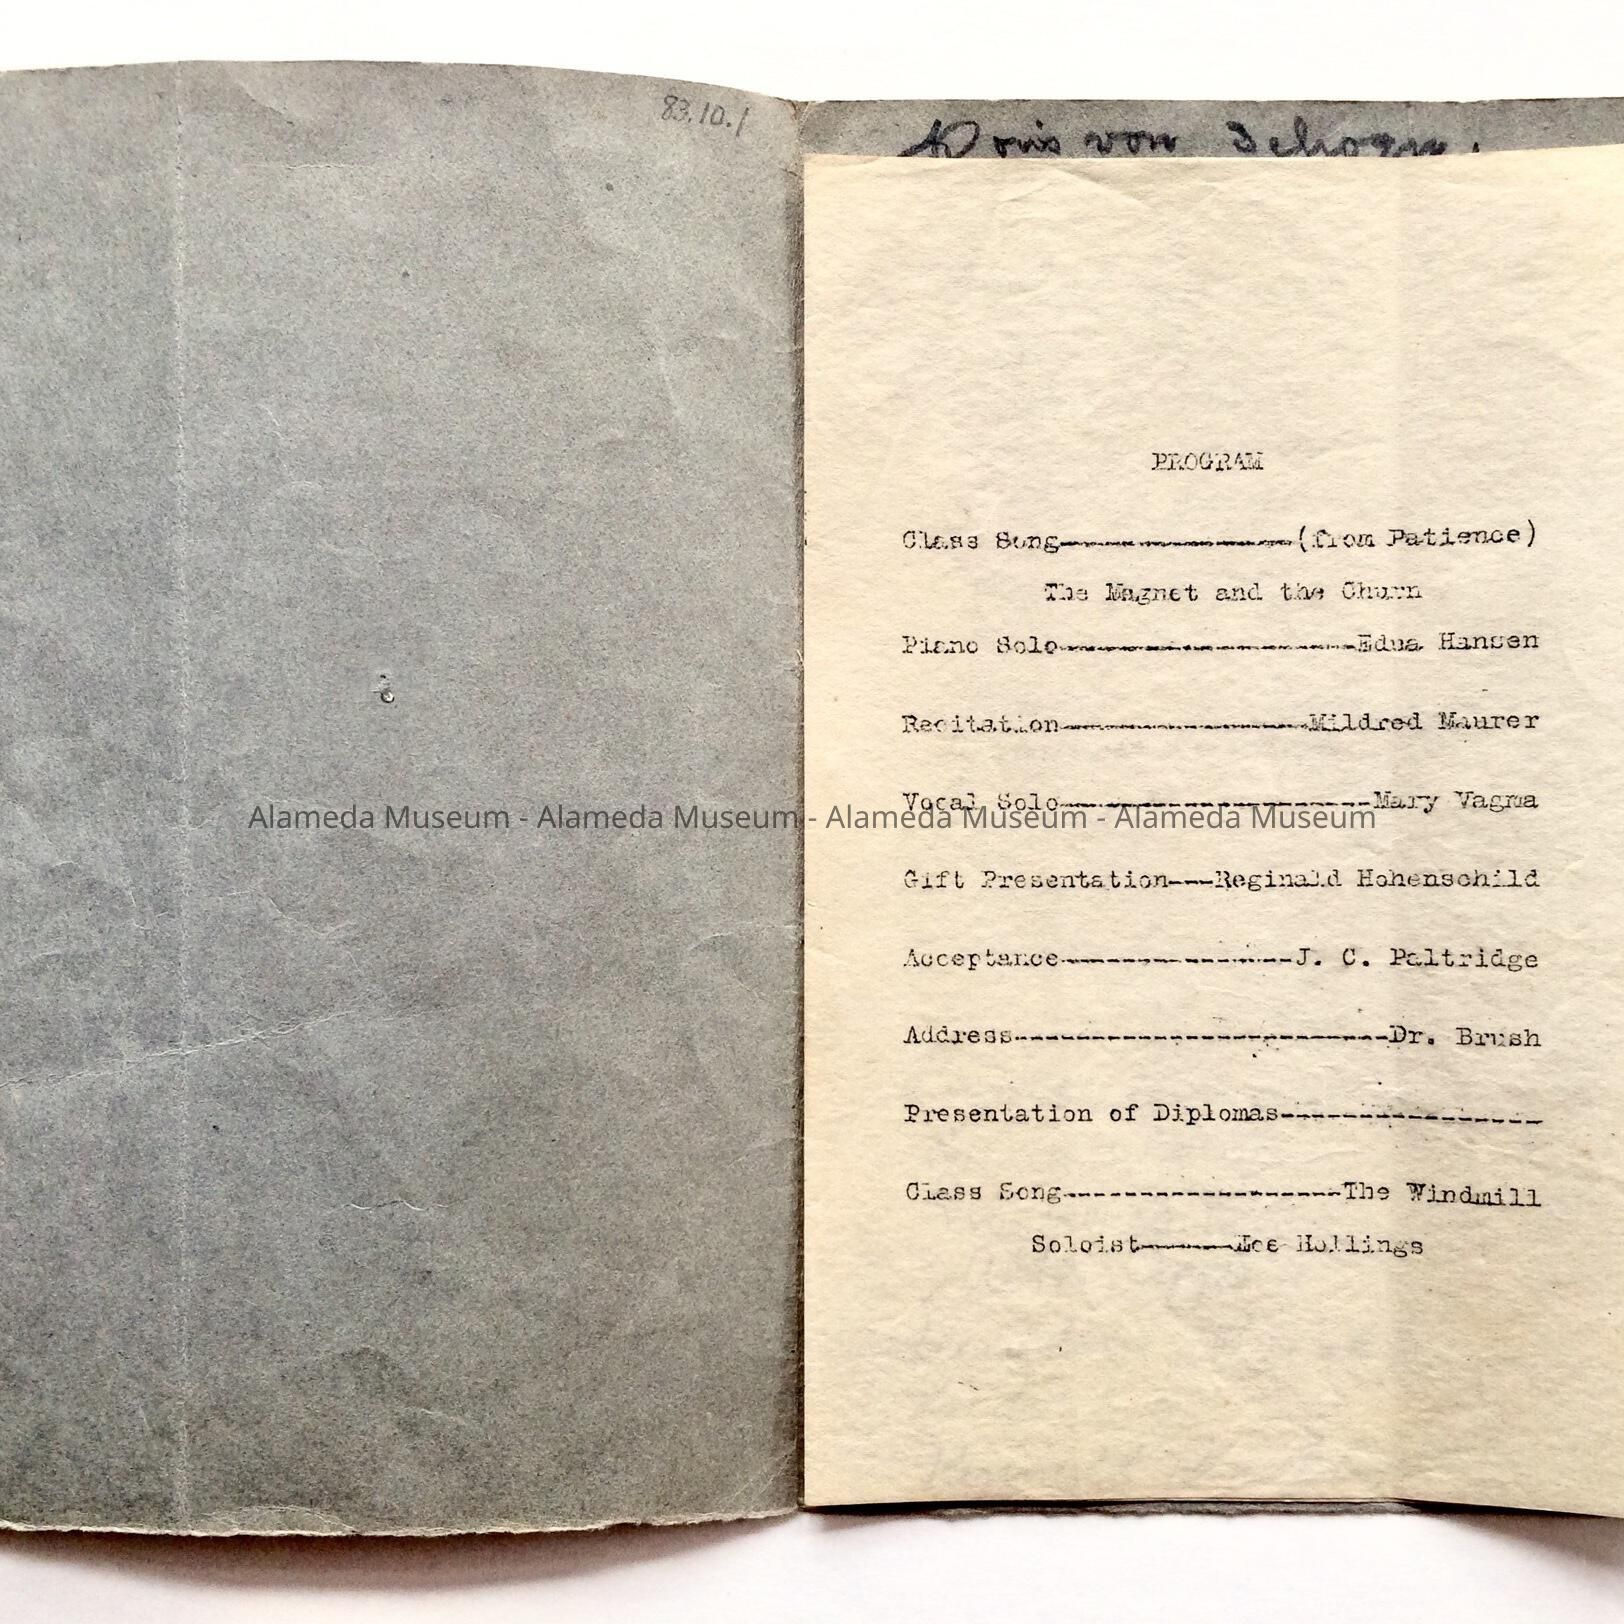 83.10.1
Doris von
PROGRAM
Class Song---------------(from Patience)
The Magnet and the Churn
Piano Solo-------------------Edna Hansen
Recitation----------------Mildred Maurer
Vocal Solo--------------------Mary Vagma
Alameda Museum - Alameda Museum - Alameda Museum - Alameda Museum
Gift Presentation---Reginald Hohenschild
Acceptance---------------J. C. Paltridge
Address------------------------Dr. Brush
Presentation of Diplomas-----------------
Class Song------------------The Windmill
Soloist------ Hollings